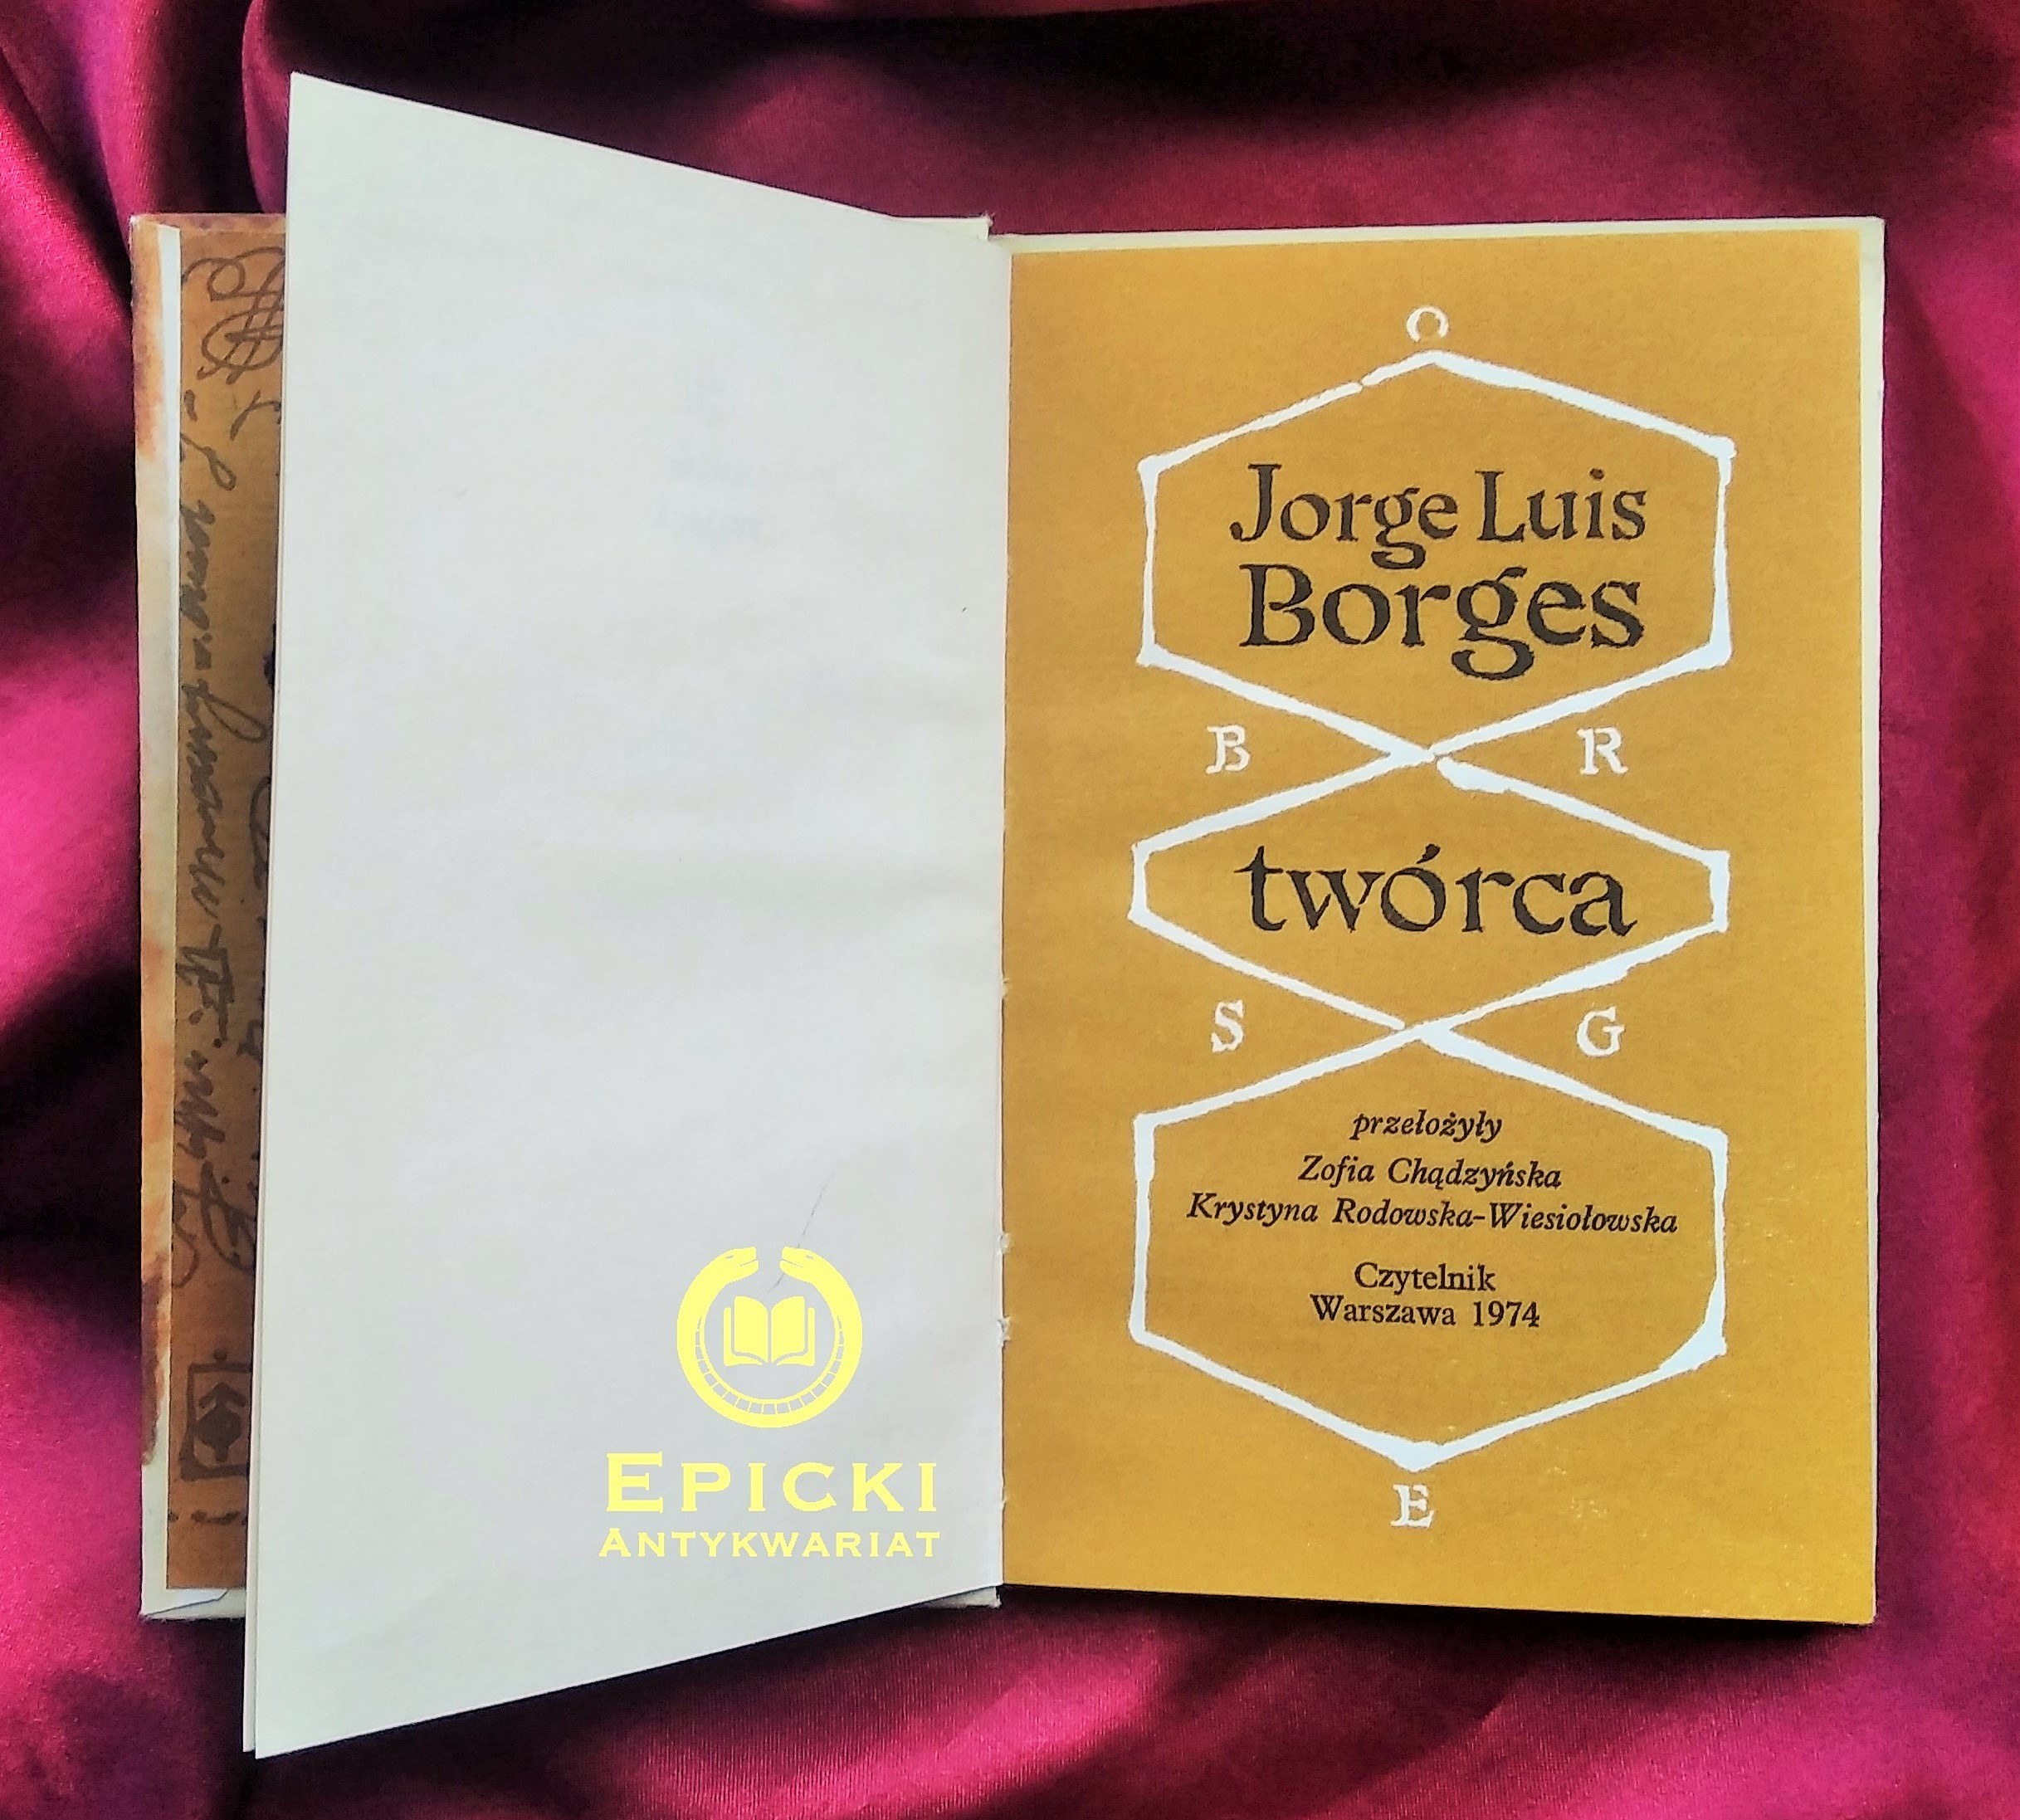 O
Jorge Luis
Borges
B R
twórca
S G
przełożyły
Zofia Chądzyńska
Krystyna Rodowska-Wiesiołowska
Czytelnik
Warszawa 1974
E
EPICKI
ANTYKWARIAT